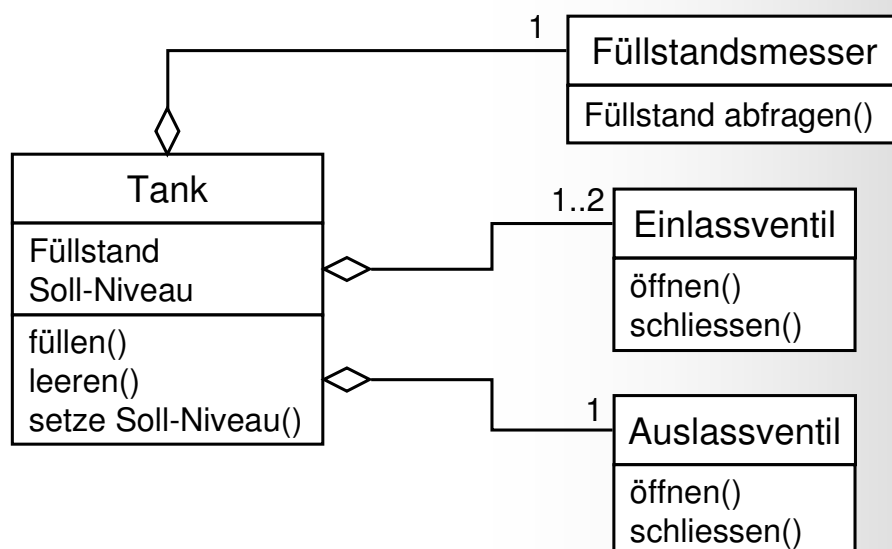 1
Füllstandsmesser
Füllstand abfragen()
Tank
Füllstand
Soll-Niveau
füllen()
leeren()
setze Soll-Niveau()
1..2
Einlassventil
öffnen()
schliessen()
1
Auslassventil
öffnen()
schliessen()